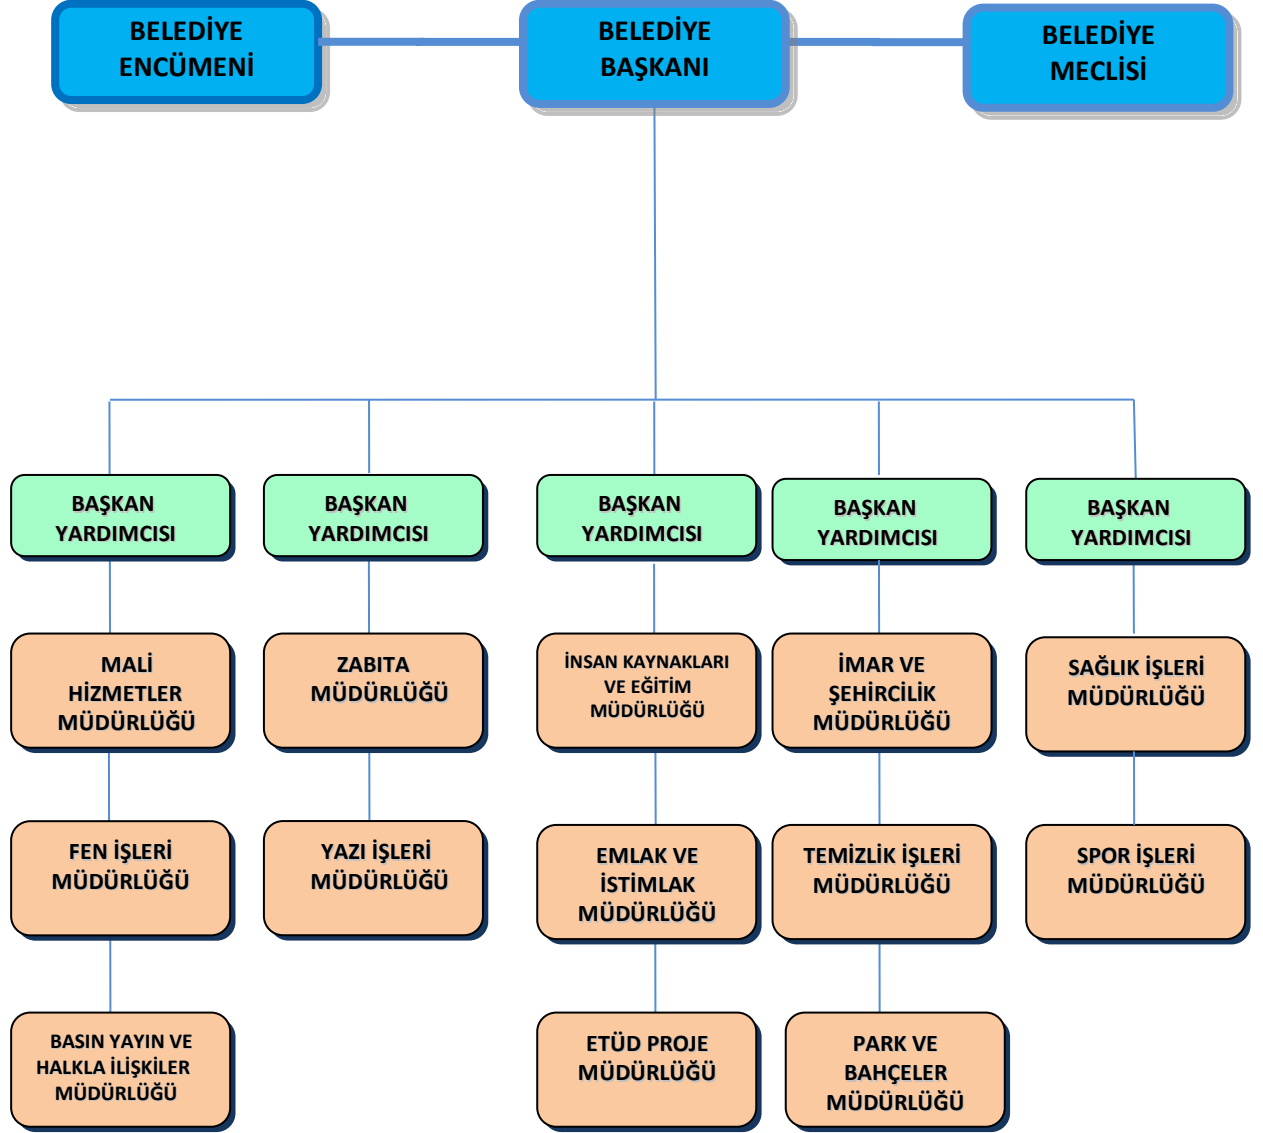 BELEDİYE
ENCÜMENİ
BELEDİYE
BAŞKANI
BELEDİYE
MECLİSİ
BAŞKAN
YARDIMCISI
BAŞKAN
YARDIMCISI
BAŞKAN
YARDIMCISI
BAŞKAN
YARDIMCISI
BAŞKAN
YARDIMCISI
MALİ
HİZMETLER
MÜDÜRLÜĞÜ
ZABITA
MÜDÜRLÜĞÜ
İNSAN KAYNAKLARI
VE EĞİTİM
MÜDÜRLÜĞÜ
İMAR VE
ŞEHİRCİLİK
MÜDÜRLÜĞÜ
SAĞLIK İŞLERİ
MÜDÜRLÜĞÜ
FEN İŞLERİ
MÜDÜRLÜĞÜ
YAZI İŞLERİ
MÜDÜRLÜĞÜ
EMLAK VE
İSTİMLAK
MÜDÜRLÜĞÜ
TEMİZLİK İŞLERİ
MÜDÜRLÜĞÜ
SPOR İŞLERİ
MÜDÜRLÜĞÜ
BASIN YAYIN VE
HALKLA İLİŞKİLER
MÜDÜRLÜĞÜ
ETÜD PROJE
MÜDÜRLÜĞÜ
PARK VE
BAHÇELER
MÜDÜRLÜĞÜ